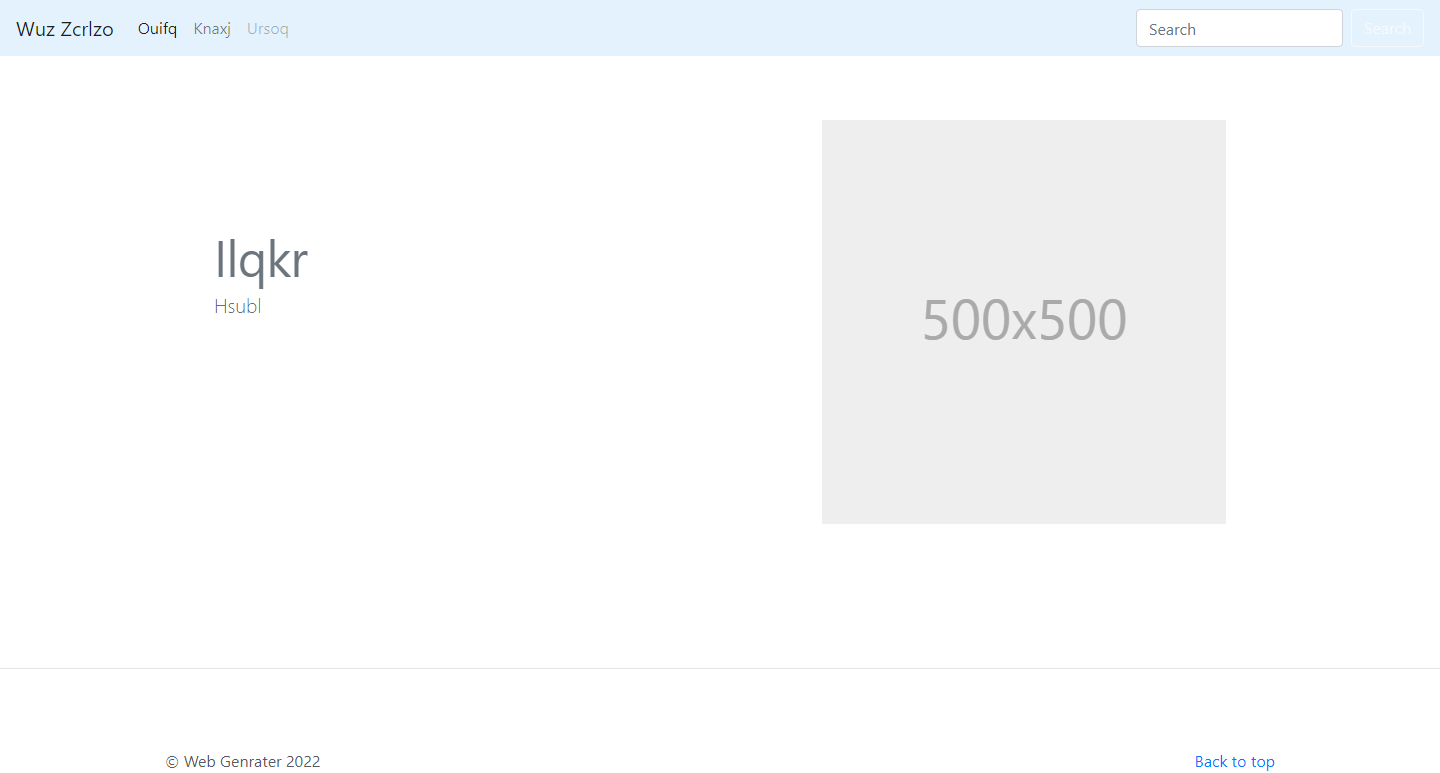 Wuz Zcrlzo Ouifq Knaxj Ursoq Search Search
Ilqkr
Hsubl
500x500
© Web Genrater 2022 Back to top